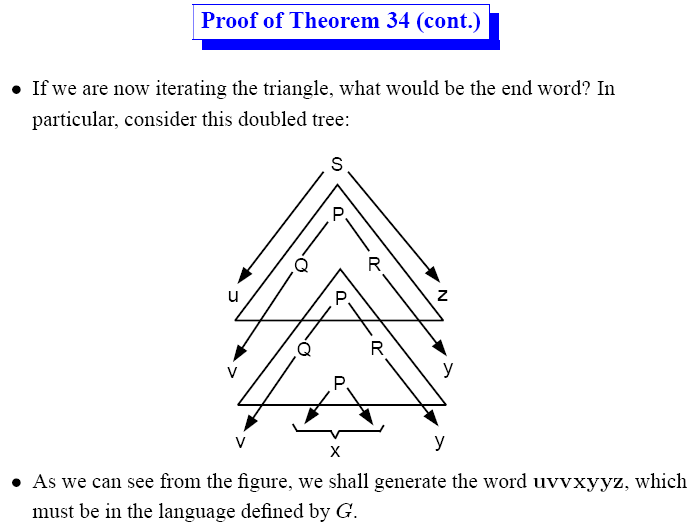 Proof of Theorem 34 (cont.)
• If we are now iterating the triangle, what would be the end word? In
particular, consider this doubled tree:
S
P
Q R
u z
P
Q R
v y
P
v y
x
• As we can see from the figure, we shall generate the word uvvxyyz, which
must be in the language defined by G.